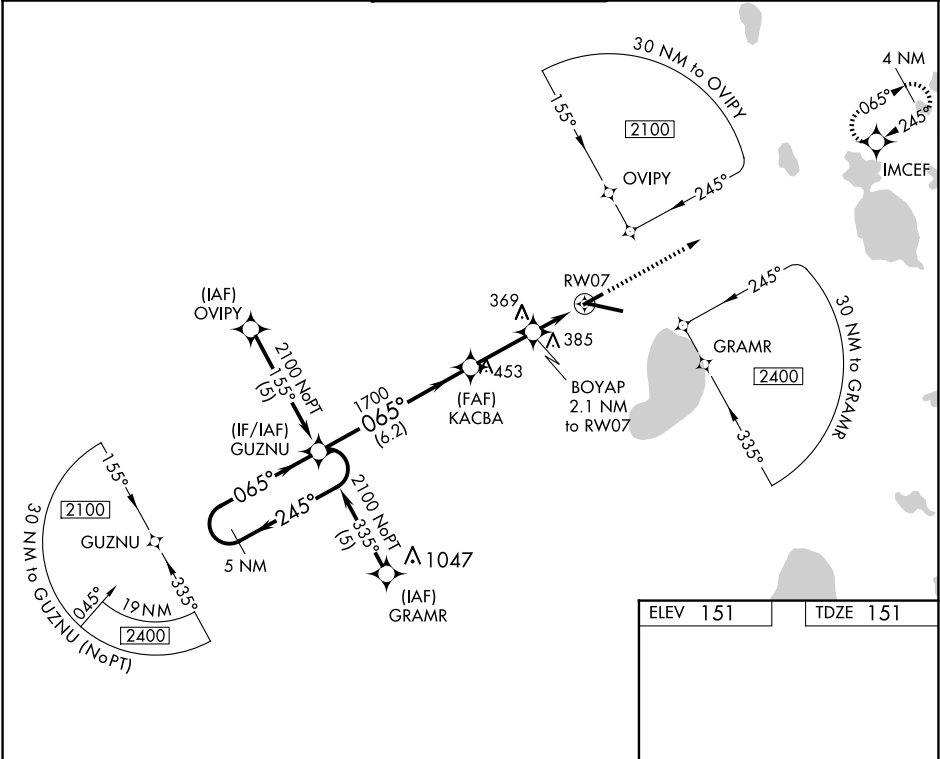 30 NM to OVIPY
155°
2100
245°
OVIPY
4 NM
065°
245°
IMCEF
(IAF)
OVIPY
2100 NoPT
155°
(5)
RW07
369
385
453
BOYAP
2.1 NM
to RW07
(FAF)
KACBA
1700
065°
(6.2)
245°
GRAMR
2400
335°
30 NM to GRAMR
(IF/IAF)
GUZNU
065°
245°
5 NM
2100 NoPT
335°
(5)
1047
(IAF)
GRAMR
155°
2100
GUZNU
335°
045°
19 NM
2400
30 NM to GUZNU (NoPT)
ELEV 151
TDZE 151